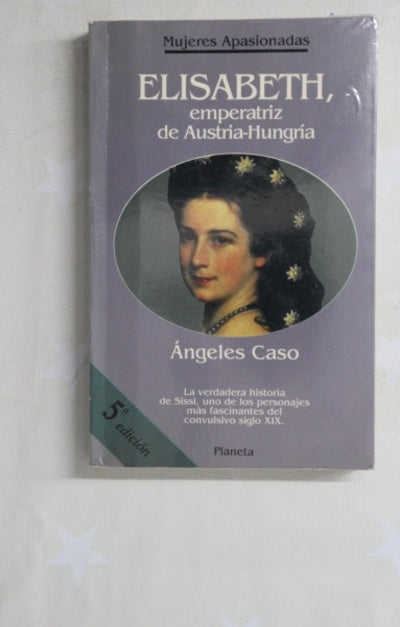 Mujeres Apasionadas
ELISABETH,
emperatriz
de Austria-Hungría
Ángeles Caso
La verdadera historia
de Sissi, uno de los personajes
más fascinantes del
convulsivo siglo XIX.
5ª
edición
Planeta